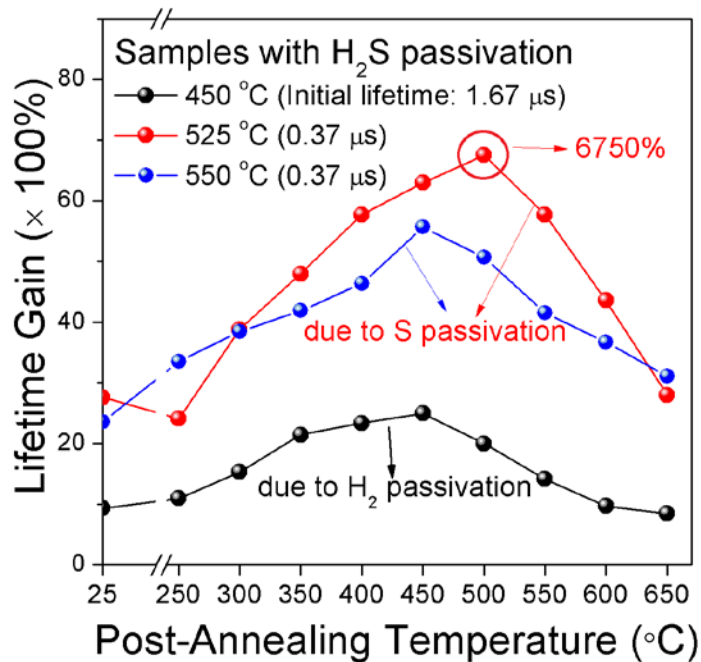 Samples with H₂S passivation
450 °C (Initial lifetime: 1.67 μs)
525 °C (0.37 μs)
550 °C (0.37 μs)
6750%
due to S passivation
due to H₂ passivation
Lifetime Gain (× 100%)
80
60
40
20
0
25 250 300 350 400 450 500 550 600 650
Post-Annealing Temperature (°C)